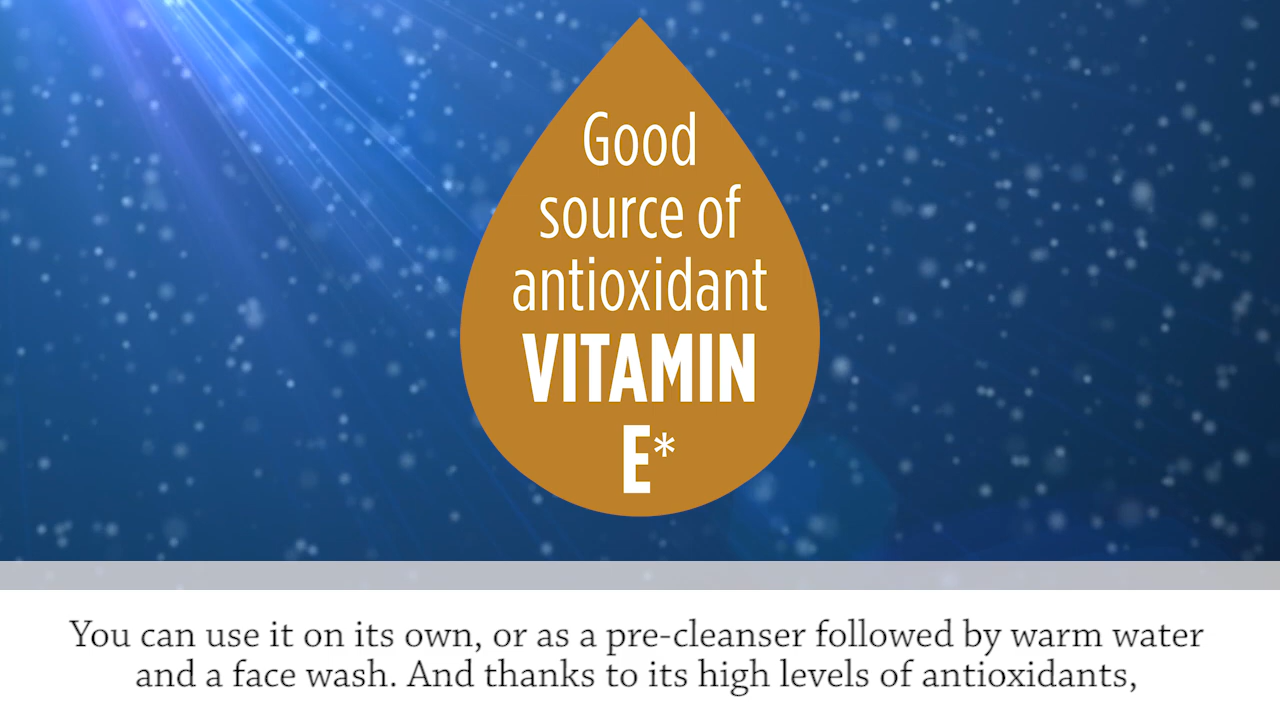 Good
source of
antioxidant
VITAMIN
E*
You can use it on its own, or as a pre-cleanser followed by warm water
and a face wash. And thanks to its high levels of antioxidants,